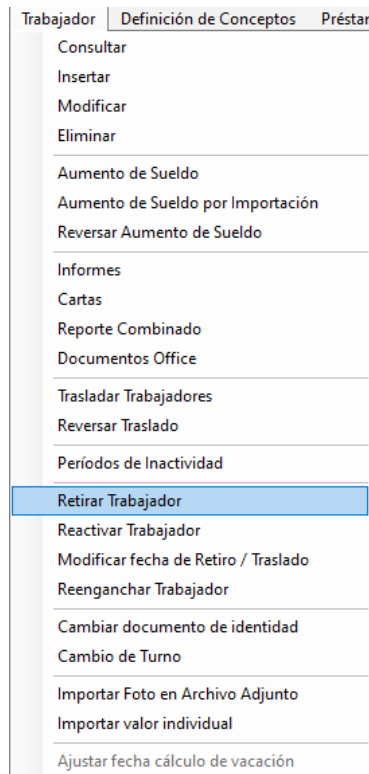 Trabajador Definición de Conceptos Préstar
Consultar
Insertar
Modificar
Eliminar
Aumento de Sueldo
Aumento de Sueldo por Importación
Reversar Aumento de Sueldo
Informes
Cartas
Reporte Combinado
Documentos Office
Trasladar Trabajadores
Reversar Traslado
Períodos de Inactividad
Retirar Trabajador
Reactivar Trabajador
Modificar fecha de Retiro / Traslado
Reenganchar Trabajador
Cambiar documento de identidad
Cambio de Turno
Importar Foto en Archivo Adjunto
Importar valor individual
Ajustar fecha cálculo de vacación